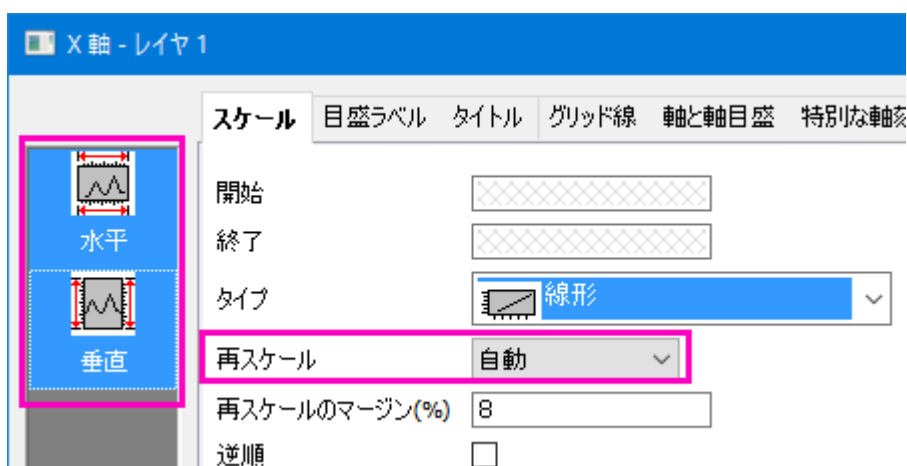 X 軸 - レイヤ 1
スケール 目盛ラベル タイトル グリッド線 軸と軸目盛 特別な軸刻
水平
垂直
開始
終了
タイプ 線形
再スケール 自動
再スケールのマージン(%) 8
逆順